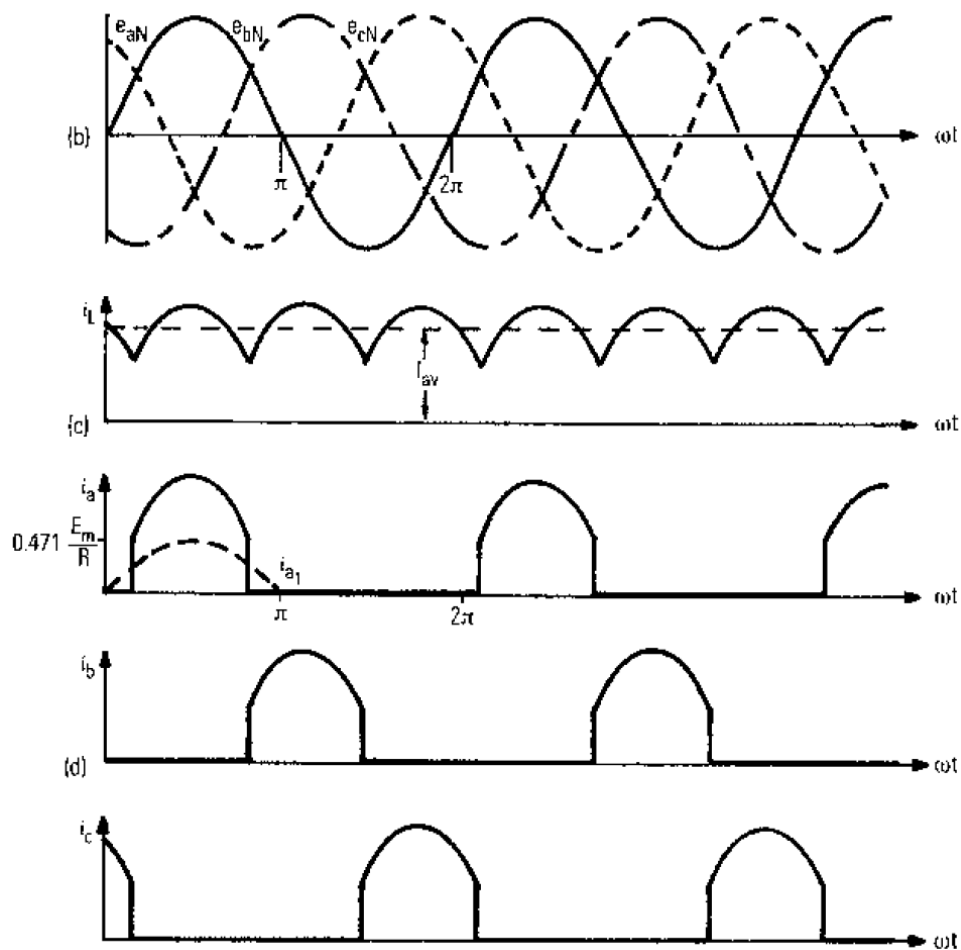 e_aN e_bN e_cN
(b) ωt
π 2π
i_L
I_av
(c) ωt
i_a
0.471 E_m/R
i_a1
ωt
π 2π
i_b
(d) ωt
i_c
ωt